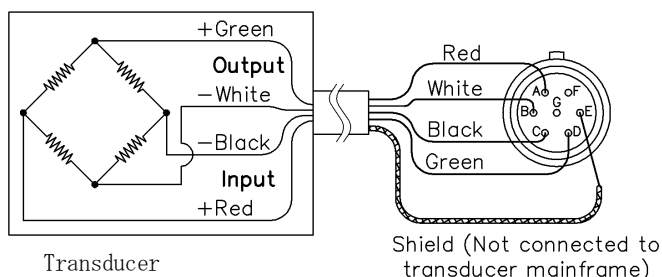 +Green
Output
−White
−Black
Input
+Red
Transducer
Red
White
Black
Green
A
F
G
B
E
C
D
Shield (Not connected to
transducer mainframe)